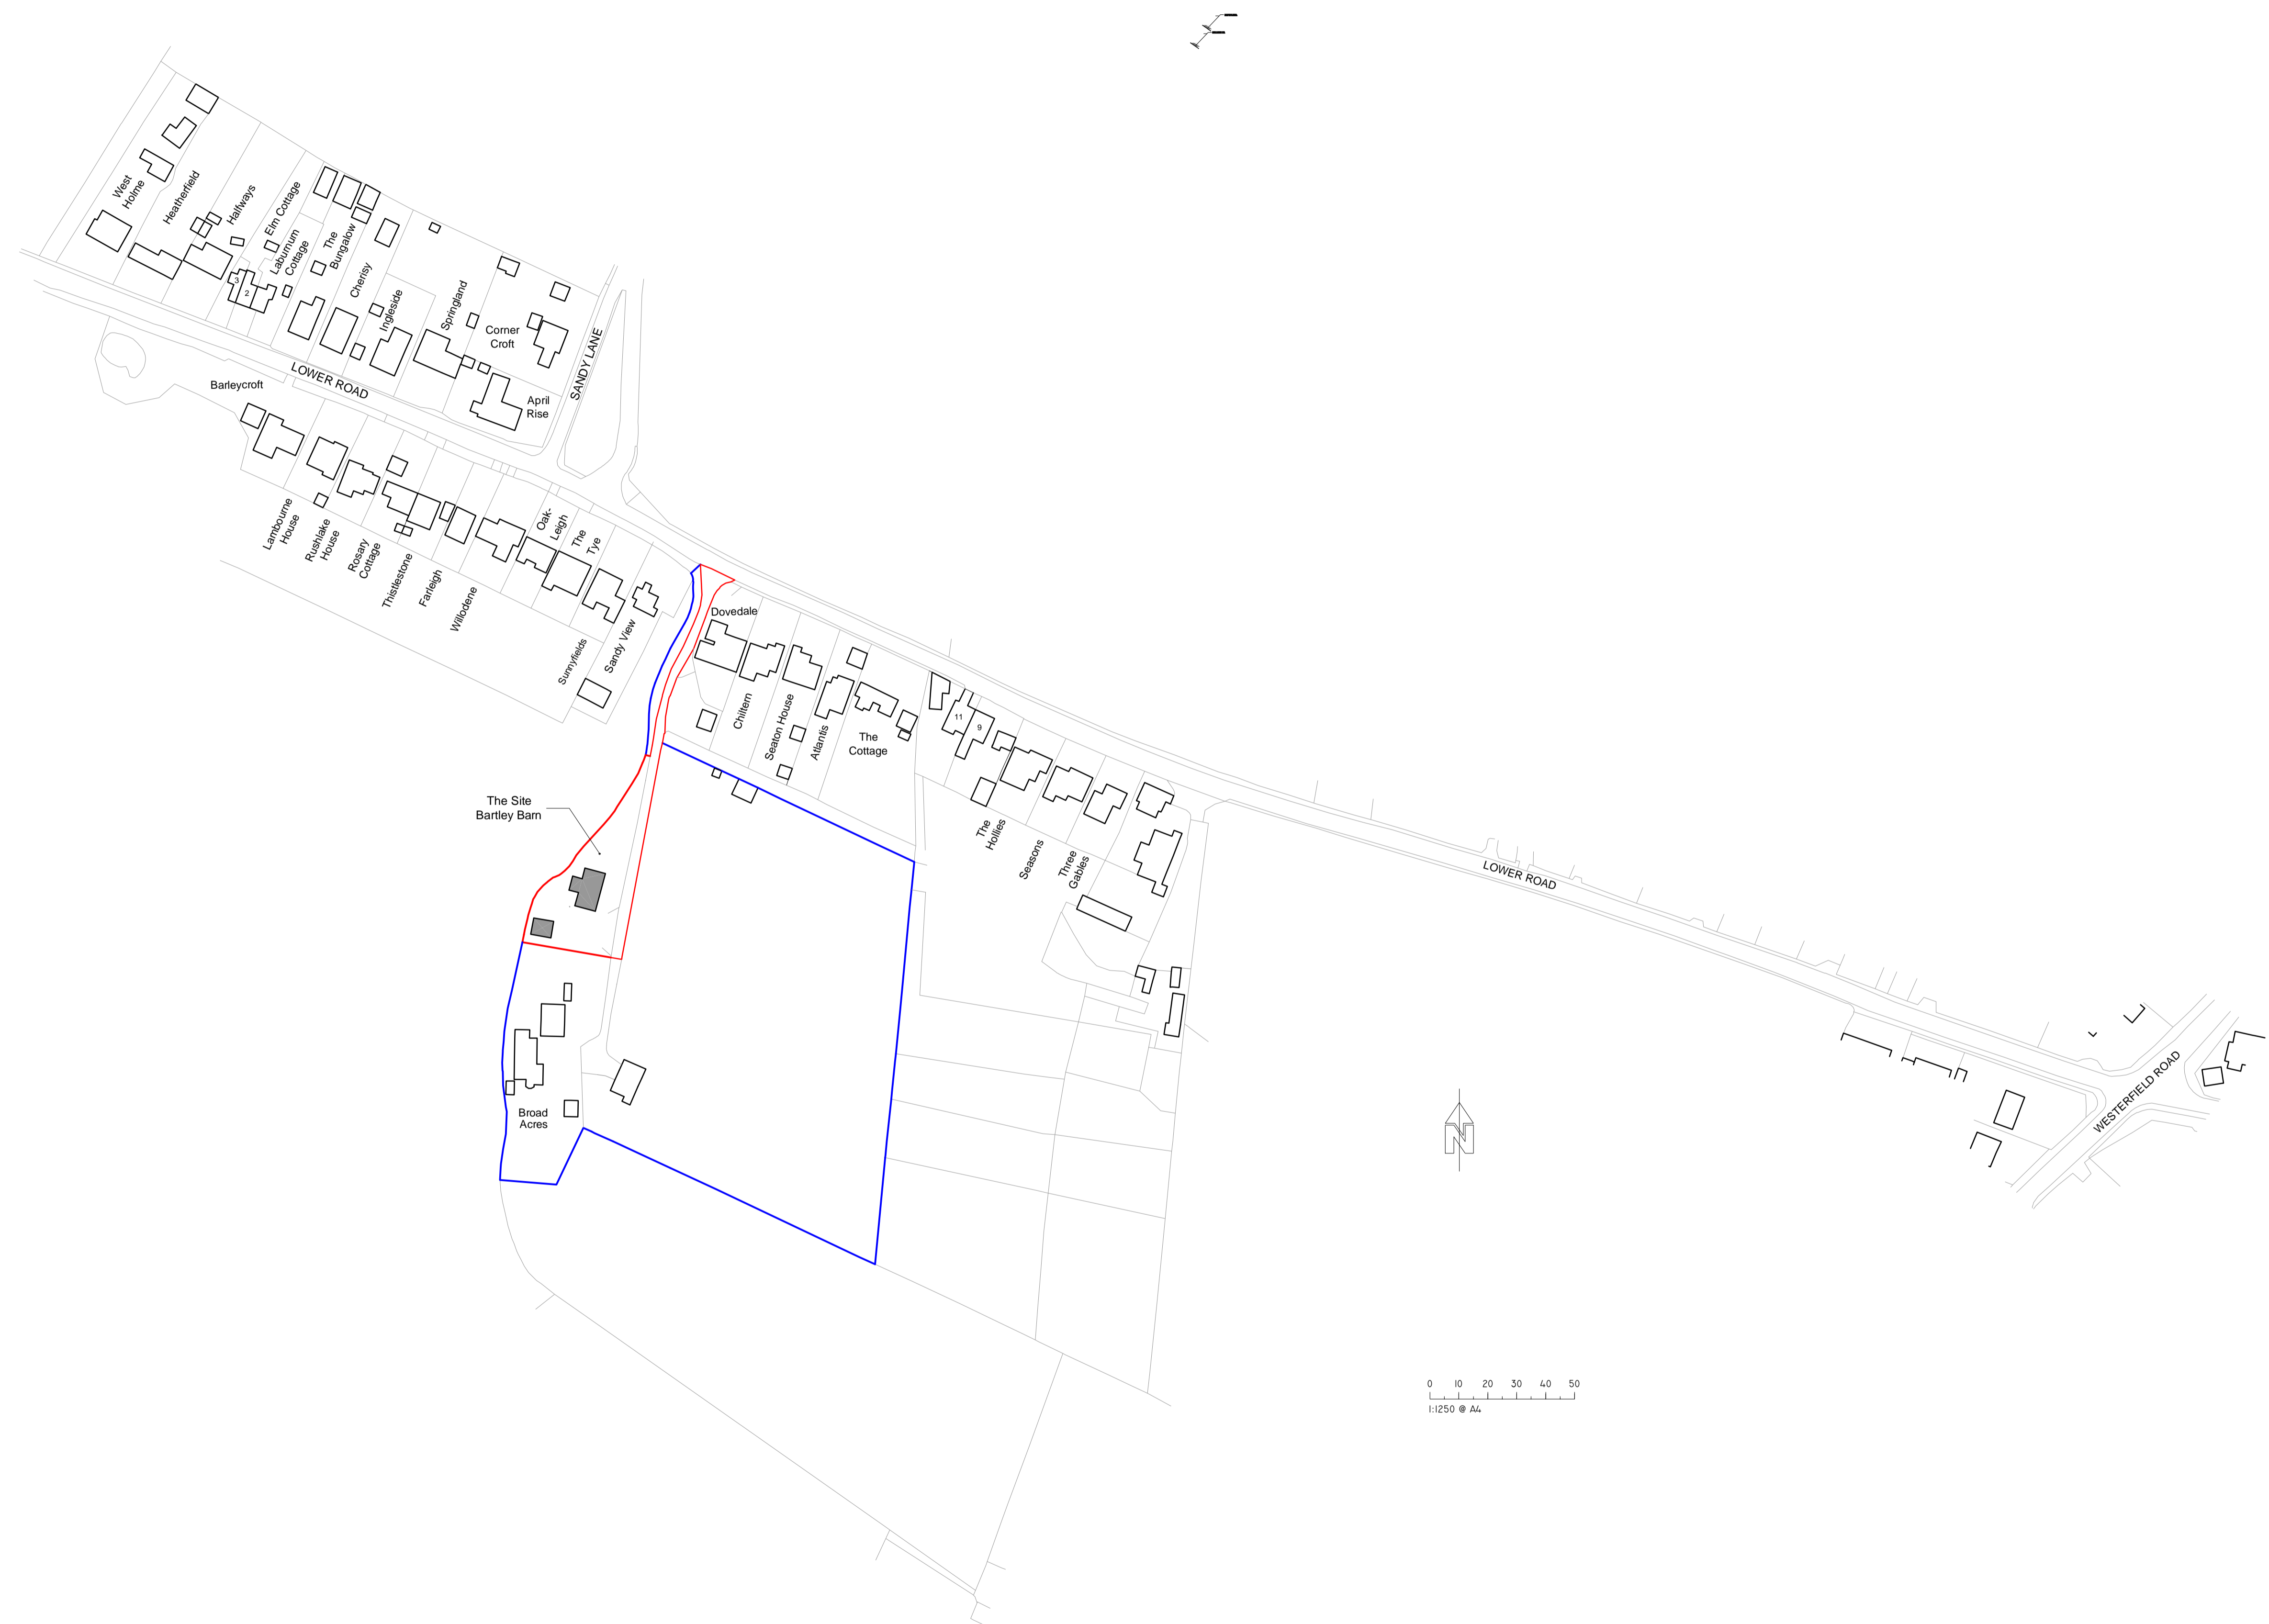 West
Holme
Heatherfield
Halfways
Elm Cottage
Laburnum
Cottage
The
Bungalow
Cherisy
Ingleside
Springland
Corner
Croft
April
Rise
SANDY LANE
3
2
LOWER ROAD
Barleycroft
Lambourne
House
Rushlake
House
Rosary
Cottage
Thistlestone
Farleigh
Willodene
Oak-
Leigh
The
Tye
Sunnyfields
Sandy View
Dovedale
Chiltern
Seaton House
Atlantis
The
Cottage
11
9
The
Hollies
Seasons
Three
Gables
The Site
Bartley Barn
Broad
Acres
LOWER ROAD
WESTERFIELD ROAD
N
0 10 20 30 40 50
1:1250 @ A4